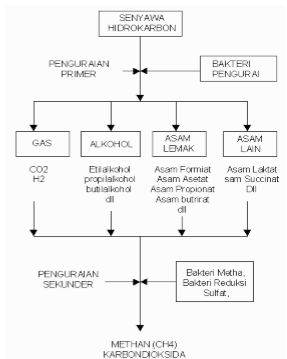 SENYAWA
HIDROKARBON
PENGURAIAN
PRIMER
BAKTERI
PENGURAI
GAS
ALKOHOL
ASAM
LEMAK
ASAM
LAIN
CO2
H2
Etilalkohol
propilalkohol
butilalkohol
dll
Asam Formiat
Asam Asetat
Asam Propionat
Asam butrirat
dll
Asam Laktat
sam Succinat
Dll
PENGURAIAN
SEKUNDER
Bakteri Metha,
Bakteri Reduksi
Sulfat,
METHAN (CH4)
KARBONDIOKSIDA